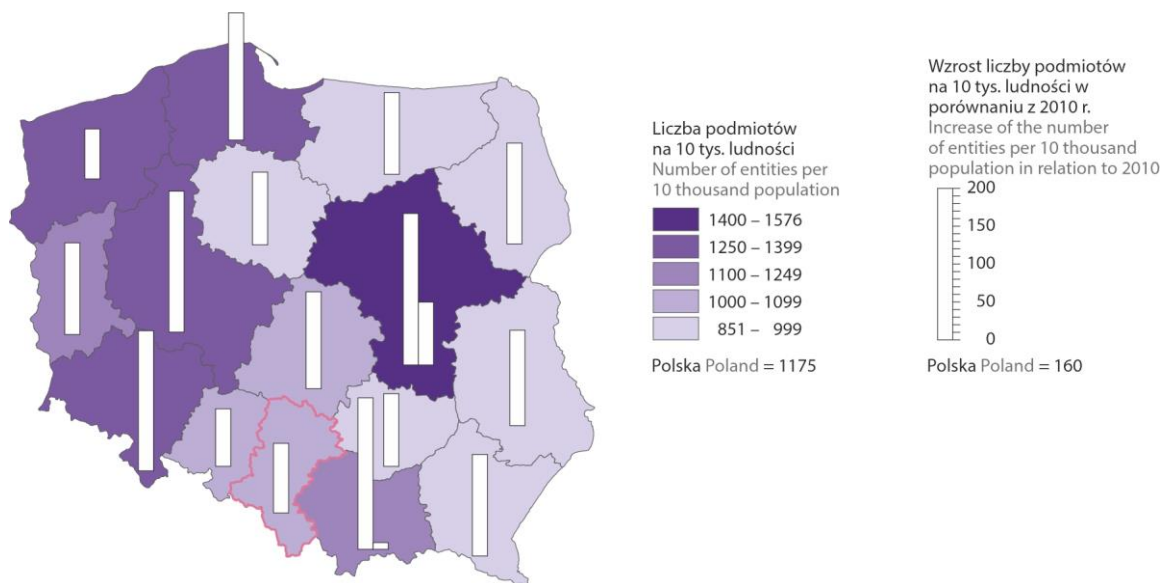 Liczba podmiotów
na 10 tys. ludności
Number of entities per
10 thousand population
1400 – 1576
1250 – 1399
1100 – 1249
1000 – 1099
851 – 999
Polska Poland = 1175
Wzrost liczby podmiotów
na 10 tys. ludności w
porównaniu z 2010 r.
Increase of the number
of entities per 10 thousand
population in relation to 2010
200
150
100
50
0
Polska Poland = 160